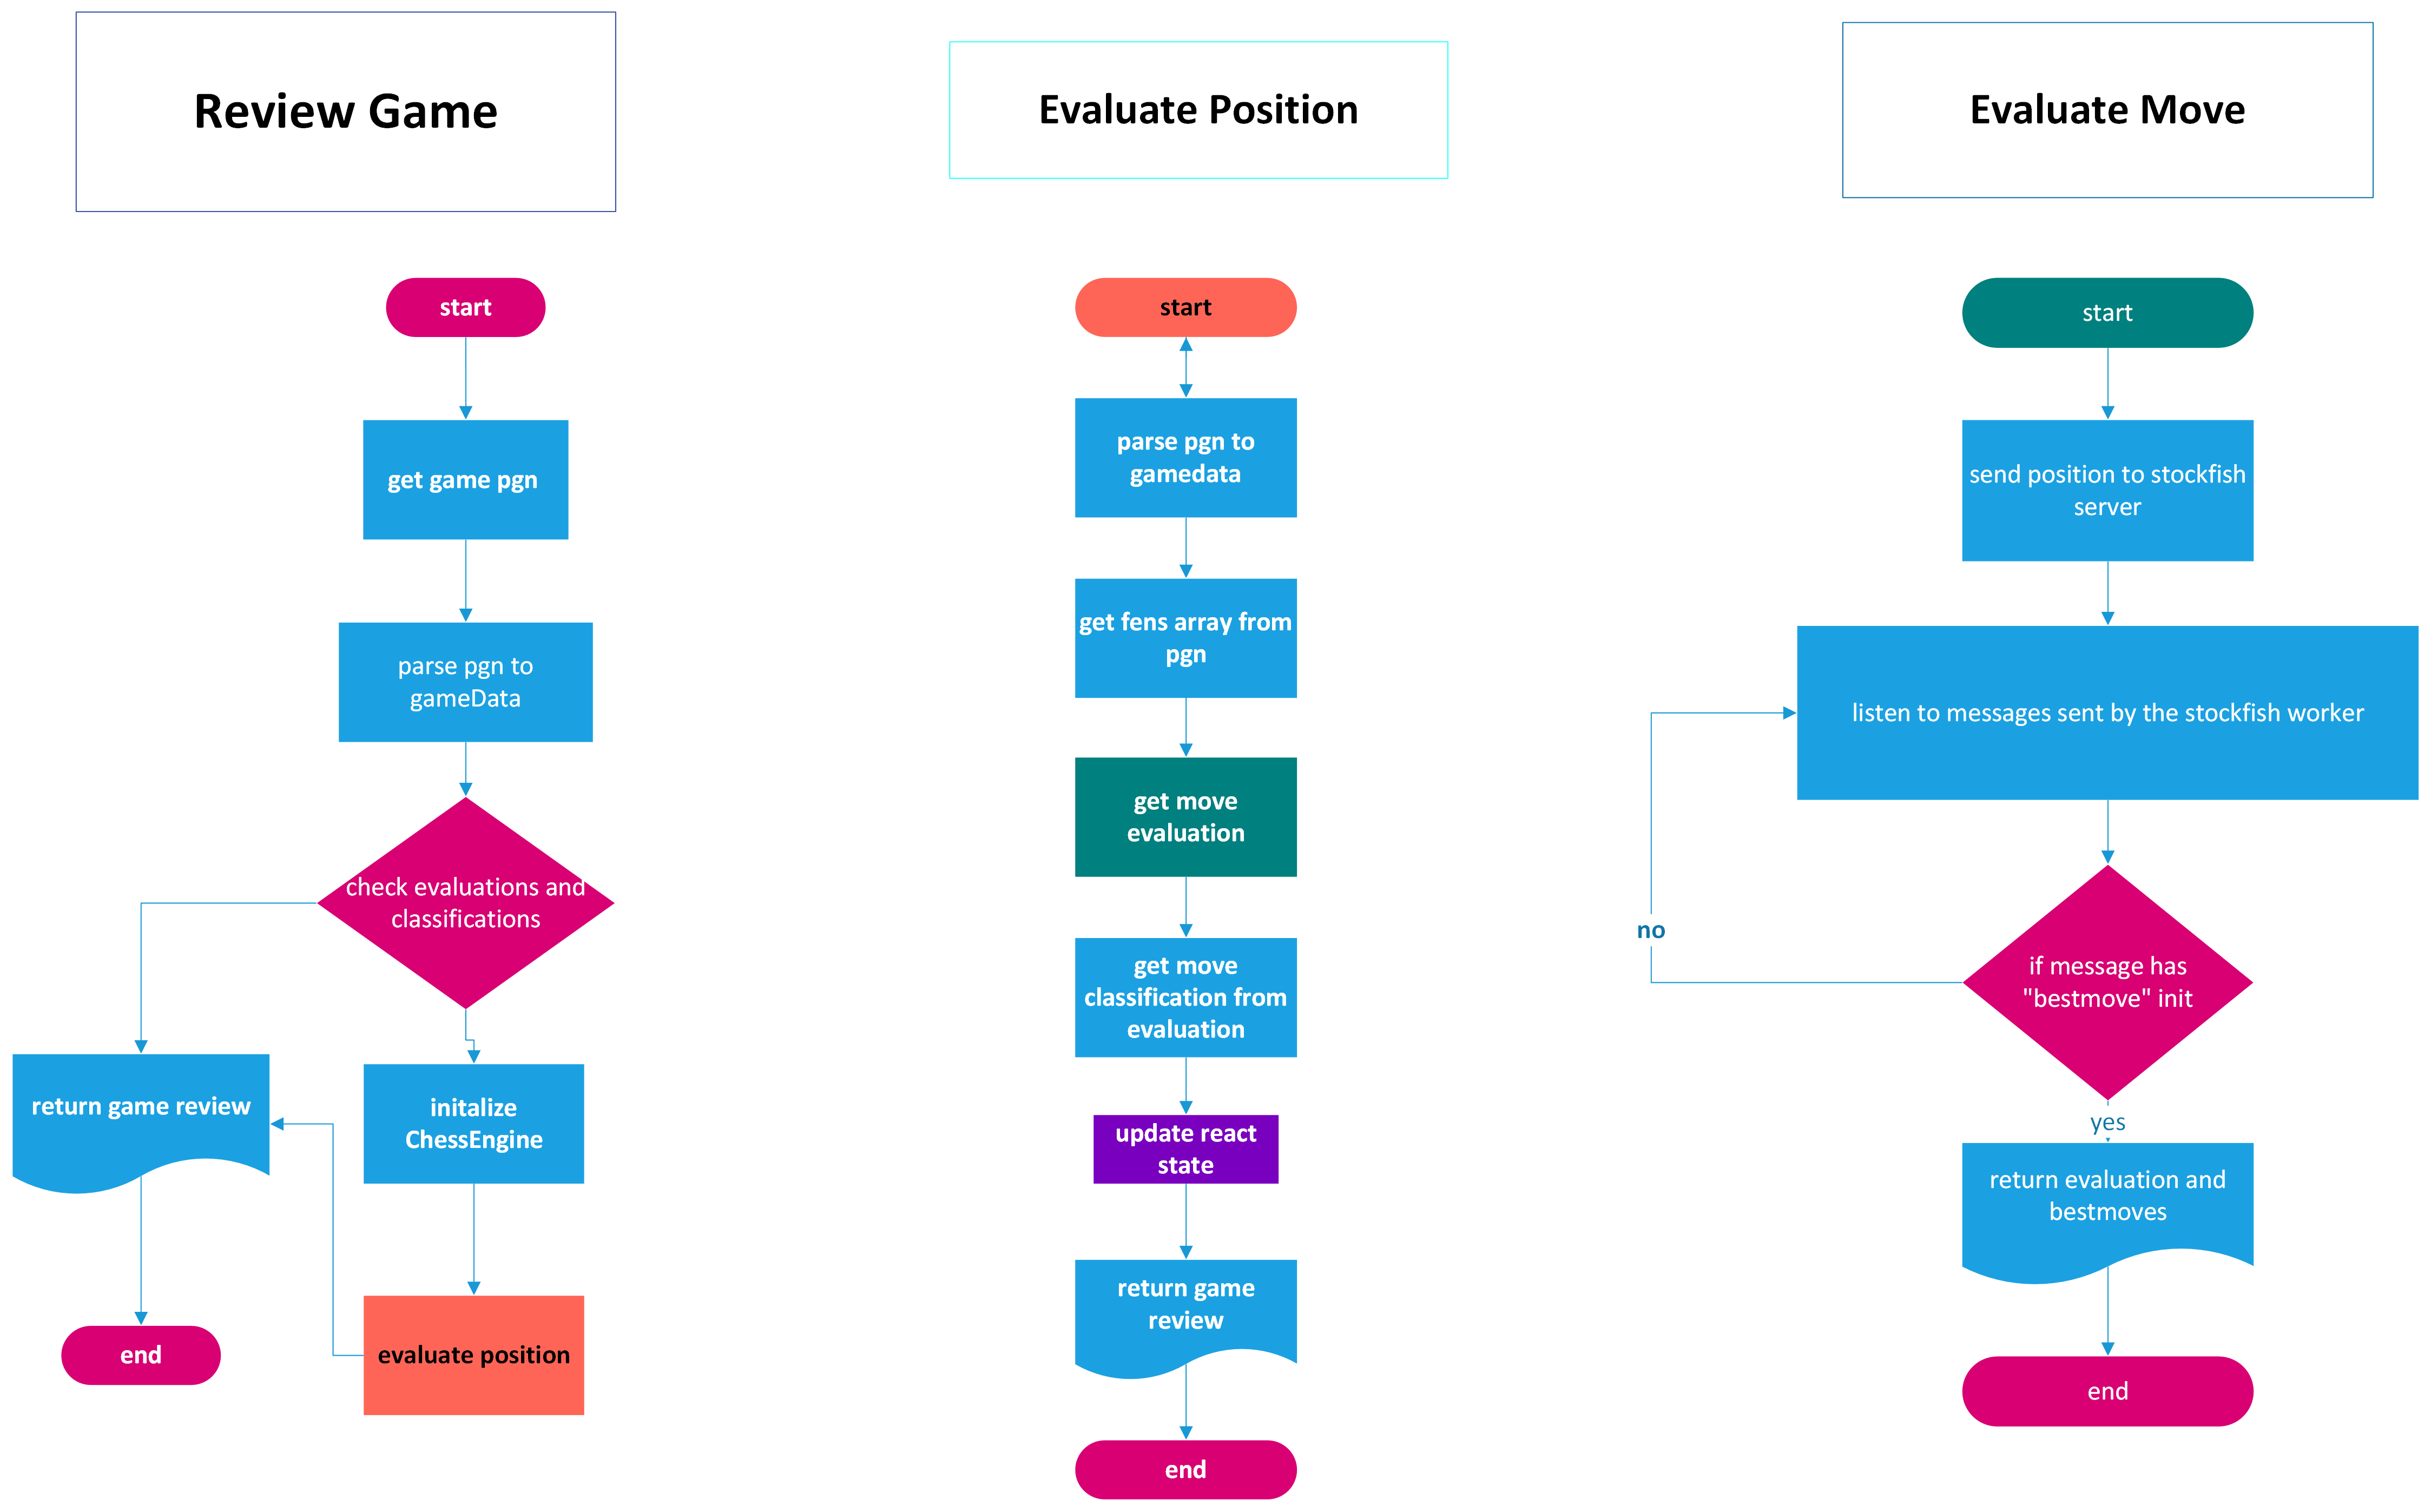 Review Game
start
get game pgn
parse pgn to
gameData
check evaluations and
classifications
return game review
initalize
ChessEngine
end
evaluate position
Evaluate Position
start
parse pgn to
gamedata
get fens array from
pgn
get move
evaluation
get move
classification from
evaluation
update react
state
return game
review
end
Evaluate Move
start
send position to stockfish
server
listen to messages sent by the stockfish worker
no
if message has
"bestmove" init
yes
return evaluation and
bestmoves
end